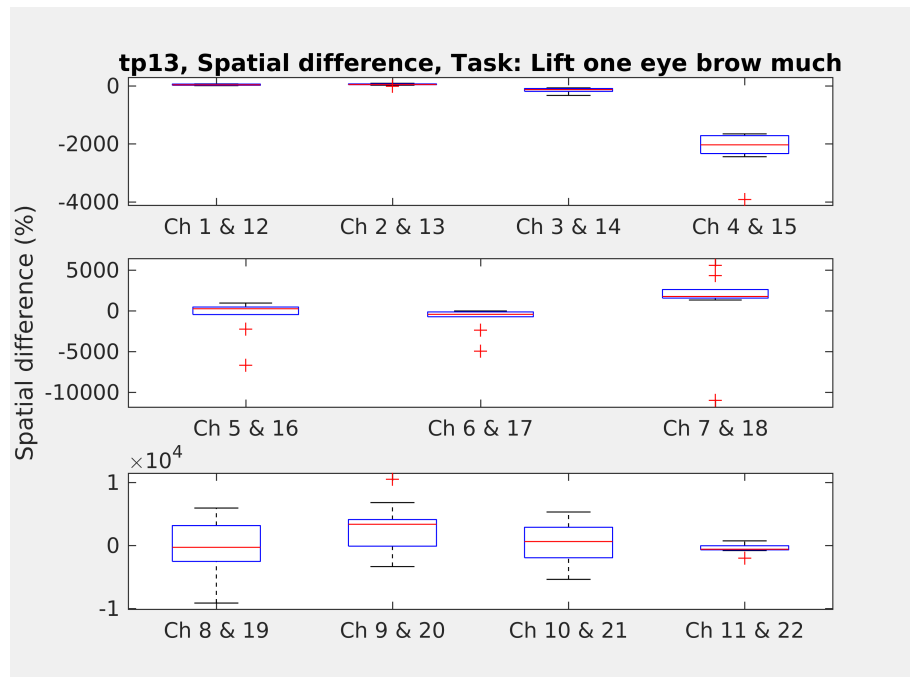 tp13, Spatial difference, Task: Lift one eye brow much
Spatial difference (%)
0
-2000
-4000
Ch 1 & 12 Ch 2 & 13 Ch 3 & 14 Ch 4 & 15
5000
0
-5000
-10000
Ch 5 & 16 Ch 6 & 17 Ch 7 & 18
×10⁴
1
0
-1
Ch 8 & 19 Ch 9 & 20 Ch 10 & 21 Ch 11 & 22